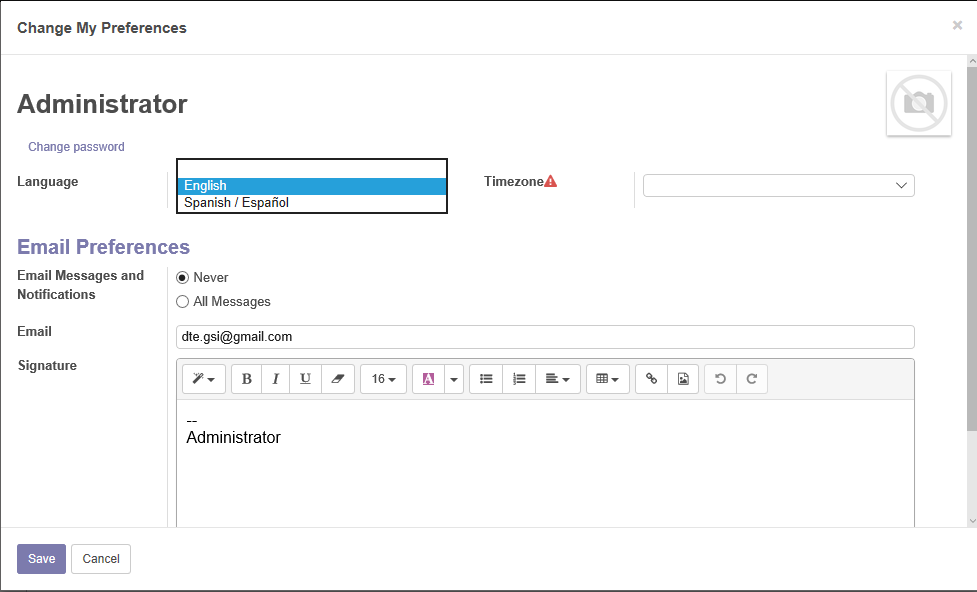 Change My Preferences
Administrator
Change password
Language
English
Spanish / Español
Timezone
Email Preferences
Email Messages and
Notifications
Never
All Messages
Email
dte.gsi@gmail.com
Signature
B I U 16 A
--
Administrator
Save Cancel